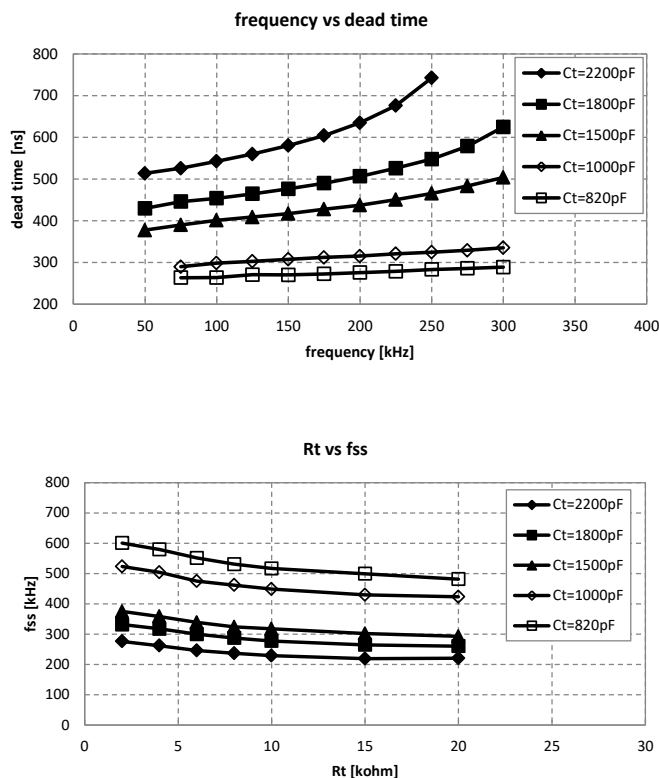 frequency vs dead time
800
700
600
500
400
300
200
dead time [ns]
0 50 100 150 200 250 300 350 400
frequency [kHz]
Ct=2200pF
Ct=1800pF
Ct=1500pF
Ct=1000pF
Ct=820pF
Rt vs fss
800
700
600
500
400
300
200
100
0
fss [kHz]
0 5 10 15 20 25 30
Rt [kohm]
Ct=2200pF
Ct=1800pF
Ct=1500pF
Ct=1000pF
Ct=820pF